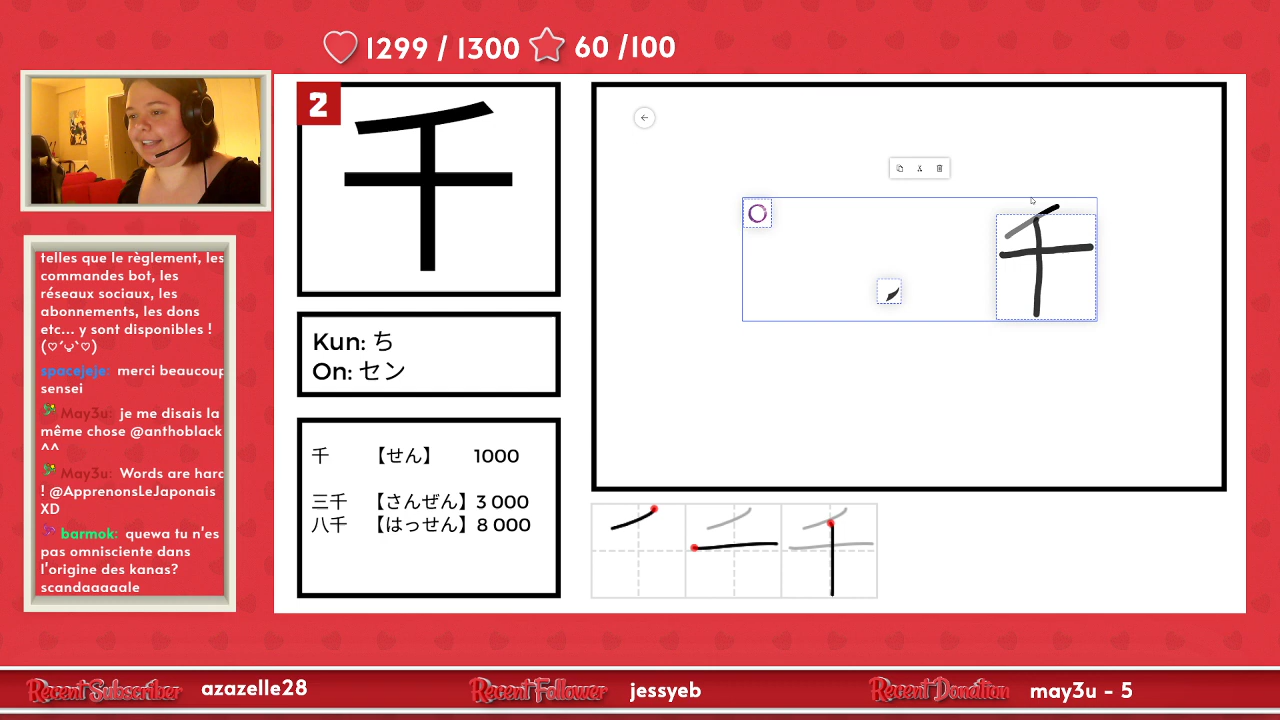 1299 / 1300 60 /100
2
千
Kun: ち
On: セン
千 【せん】 1000
三千 【さんぜん】 3 000
八千 【はっせん】 8 000
千
telles que le règlement, les
commandes bot, les
réseaux sociaux, les
abonnements, les dons
etc... y sont disponibles !
(♡´◡`♡)
spacejeje: merci beaucoup
sensei
May3u: je me disais la
même chose @anthoblack
^^
May3u: Words are hard
! @ApprenonsLeJaponais
XD
barmok: quewa tu n'es
pas omnisciente dans
l'origine des kanas?
scandaaaaale
Recent Subscriber azazelle28
Recent Follower jessyeb
Recent Donation may3u - 5